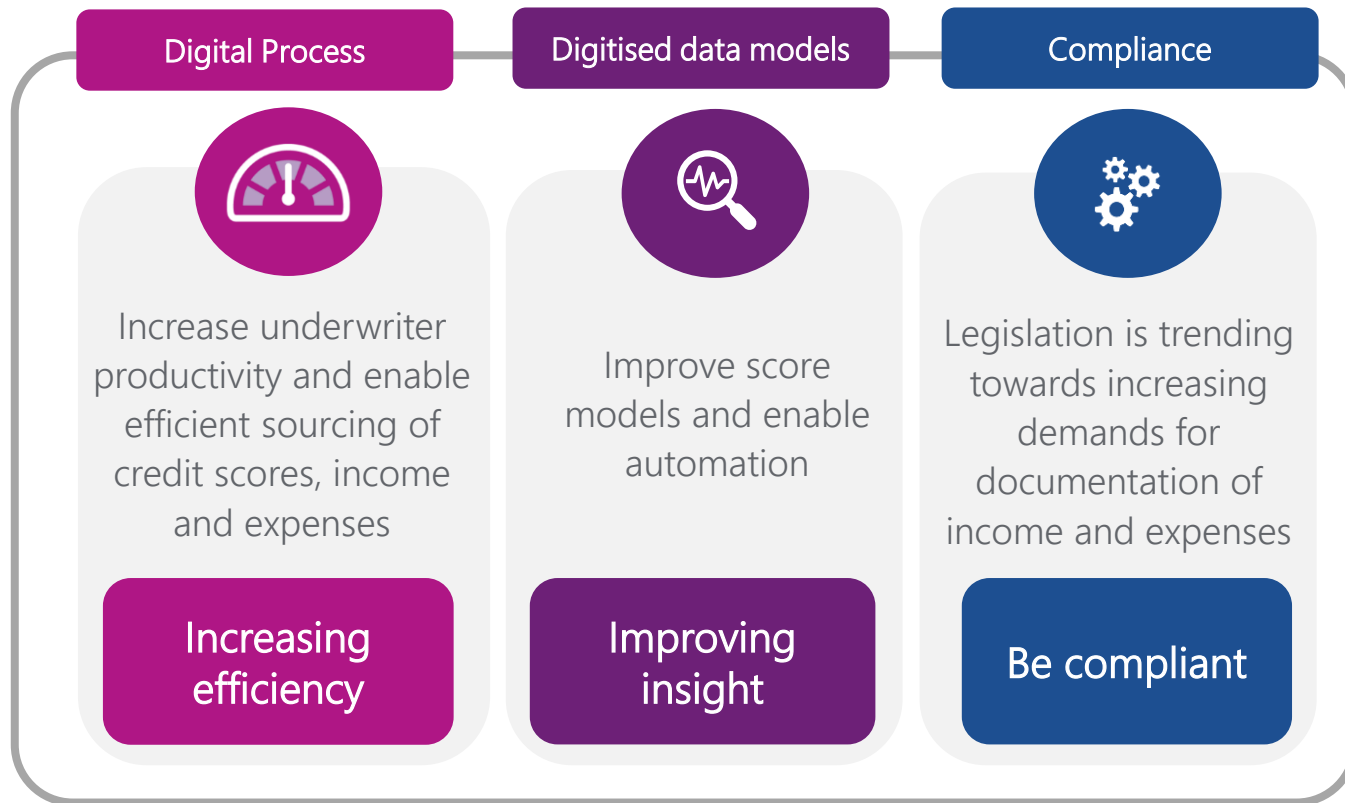 Digital Process
Digitised data models
Compliance
Increase underwriter
productivity and enable
efficient sourcing of
credit scores, income
and expenses
Improve score
models and enable
automation
Legislation is trending
towards increasing
demands for
documentation of
income and expenses
Increasing
efficiency
Improving
insight
Be compliant